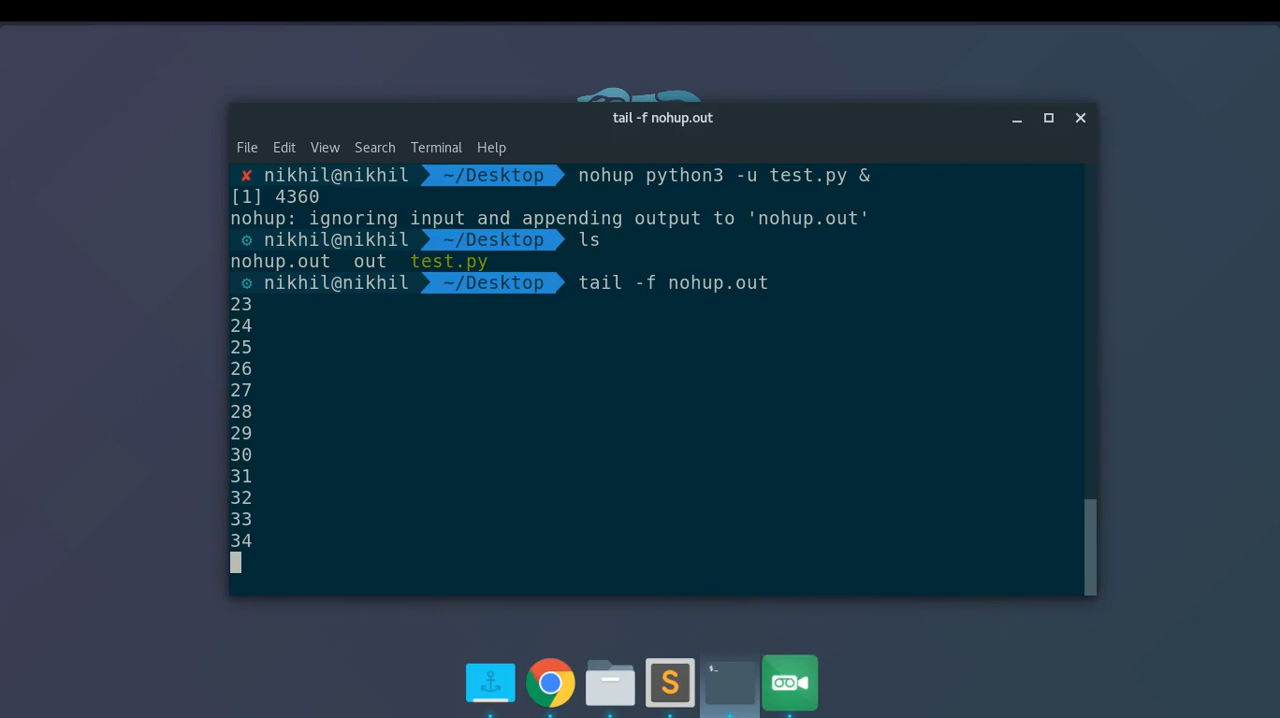 tail -f nohup.out
File Edit View Search Terminal Help
✘ nikhil@nikhil ~/Desktop nohup python3 -u test.py &
[1] 4360
nohup: ignoring input and appending output to 'nohup.out'
⚙ nikhil@nikhil ~/Desktop ls
nohup.out out test.py
⚙ nikhil@nikhil ~/Desktop tail -f nohup.out
23
24
25
26
27
28
29
30
31
32
33
34
S
$_